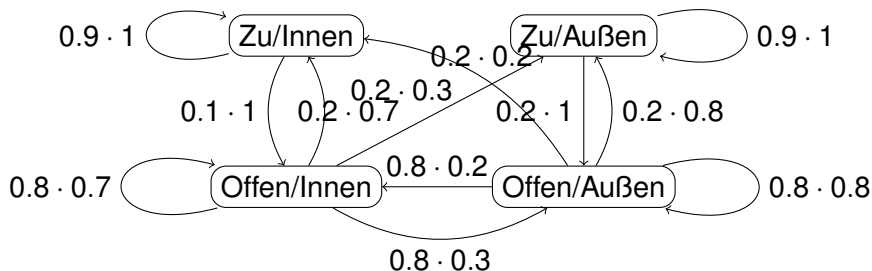 0.9 · 1
Zu/Innen
Zu/Außen
0.9 · 1
0.2 · 0.2
0.2 · 0.3
0.1 · 1
0.2 · 0.7
0.2 · 1
0.2 · 0.8
0.8 · 0.7
Offen/Innen
0.8 · 0.2
Offen/Außen
0.8 · 0.8
0.8 · 0.3